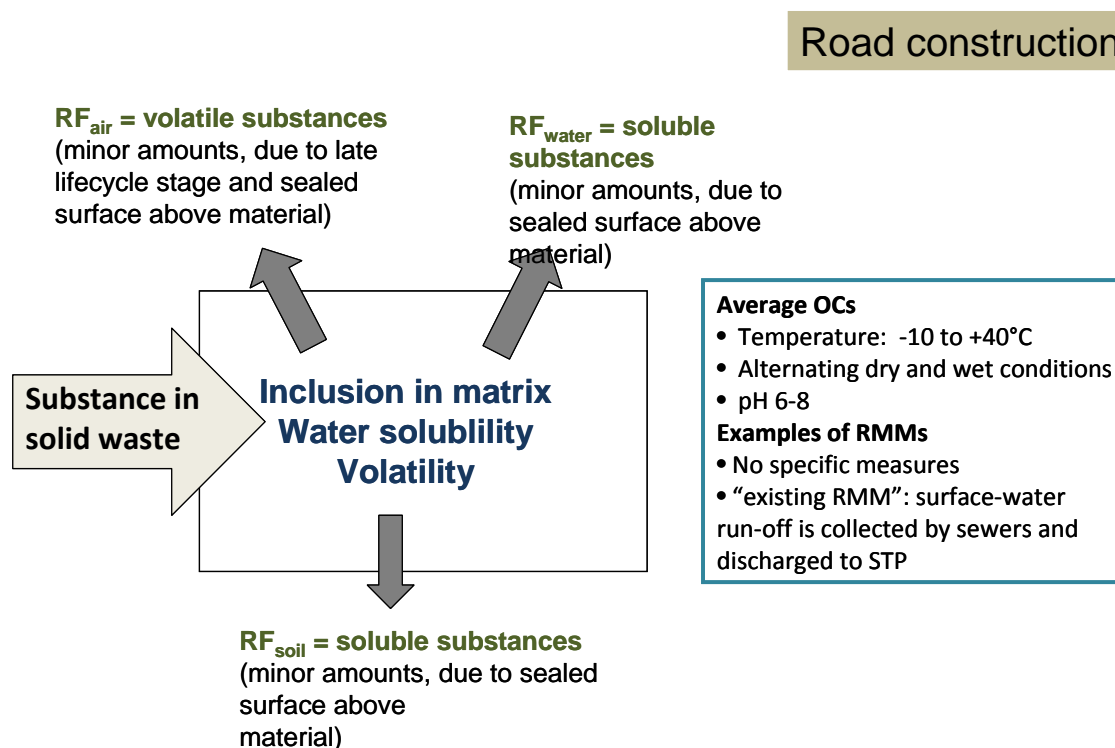 Road construction
RFair = volatile substances
(minor amounts, due to late
lifecycle stage and sealed
surface above material)
RFwater = soluble
substances
(minor amounts, due to
sealed surface above
material)
Substance in
solid waste
Inclusion in matrix
Water solublility
Volatility
Average OCs
• Temperature: -10 to +40°C
• Alternating dry and wet conditions
• pH 6-8
Examples of RMMs
• No specific measures
• “existing RMM”: surface-water
run-off is collected by sewers and
discharged to STP
RFsoil = soluble substances
(minor amounts, due to sealed
surface above
material)